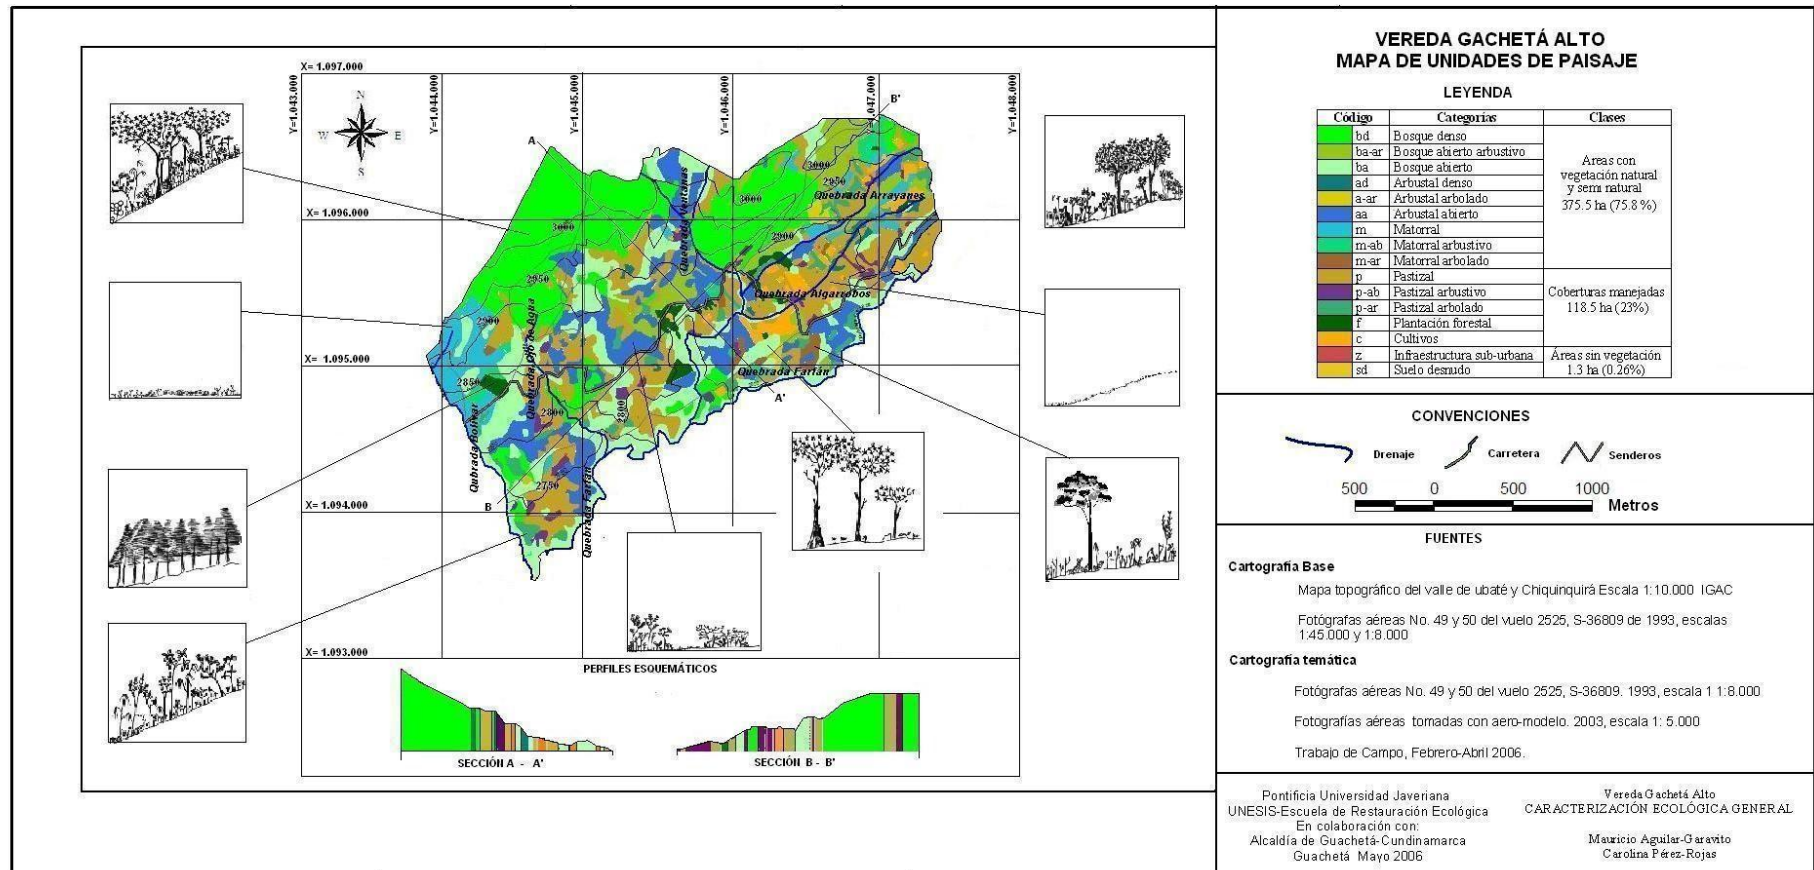 X= 1.097.000
Y=1.043.000
Y=1.044.000
Y=1.045.000
Y=1.046.000
Y=1.047.000
Y=1.048.000
N
W E
S
A
B'
3000
2950
Quebrada Arrayanes
3000
Quebrada Ventanas
X= 1.096.000
3000
2900
2950
Quebrada Algarrobos
2900
Quebrada Ojo de Agua
X= 1.095.000
2850
Quebrada Farfán
A'
Qubrada Bolivar
2800
2800
2750
B
Quebrada Farfán
X= 1.094.000
X= 1.093.000
PERFILES ESQUEMÁTICOS
SECCIÓN A - A'
SECCIÓN B - B'
VEREDA GACHETÁ ALTO
MAPA DE UNIDADES DE PAISAJE
LEYENDA
Código Categorías Clases
bd Bosque denso
ba-ar Bosque abierto arbustivo
ba Bosque abierto
ad Arbustal denso
a-ar Arbustal arbolado
aa Arbustal abierto
m Matorral
m-ab Matorral arbustivo
m-ar Matorral arbolado
Areas con
vegetación natural
y semi natural
375.5 ha (75.8 %)
p Pastizal
p-ab Pastizal arbustivo
p-ar Pastizal arbolado
f Plantación forestal
c Cultivos
Coberturas manejadas
118.5 ha (23%)
z Infraestructura sub-urbana
sd Suelo desnudo
Áreas sin vegetación
1.3 ha (0.26%)
CONVENCIONES
Drenaje Carretera Senderos
500 0 500 1000
Metros
FUENTES
Cartografía Base
Mapa topográfico del valle de ubaté y Chiquinquirá Escala 1:10.000 IGAC
Fotógrafas aéreas No. 49 y 50 del vuelo 2525, S-36809 de 1993, escalas
1:45.000 y 1:8.000
Cartografía temática
Fotógrafas aéreas No. 49 y 50 del vuelo 2525, S-36809. 1993, escala 1 1:8.000
Fotografías aéreas tomadas con aero-modelo. 2003, escala 1: 5.000
Trabajo de Campo, Febrero-Abril 2006.
Pontificia Universidad Javeriana
UNESIS-Escuela de Restauración Ecológica
En colaboración con:
Alcaldía de Guachetá-Cundinamarca
Guachetá Mayo 2006
Vereda Gachetá Alto
CARACTERIZACIÓN ECOLÓGICA GENERAL
Mauricio Aguilar-Garavito
Carolina Pérez-Rojas